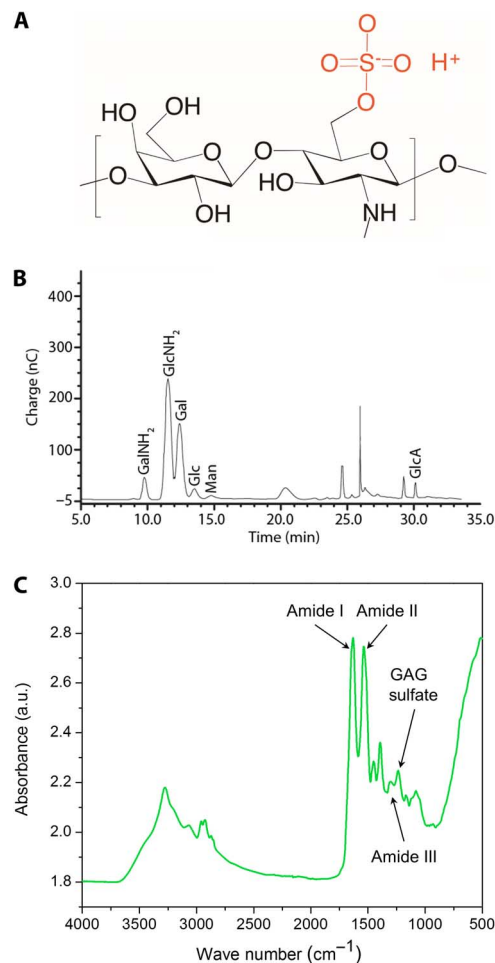 A
O
O=S-=O H+
O
HO OH
O O O
O HO O
OH NH
B
Charge (nC)
400
300
200
100
-5
GalNH2
GlcNH2
Gal
Glc
Man
GlcA
5.0 10.0 15.0 20.0 25.0 30.0 35.0
Time (min)
C
Absorbance (a.u.)
3.0
2.8
2.6
2.4
2.2
2.0
1.8
Amide I Amide II
GAG
sulfate
Amide III
4000 3500 3000 2500 2000 1500 1000 500
Wave number (cm−1)